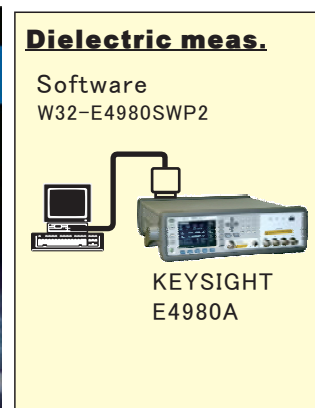 Dielectric meas.
Software
W32-E4980SWP2
KEYSIGHT
E4980A